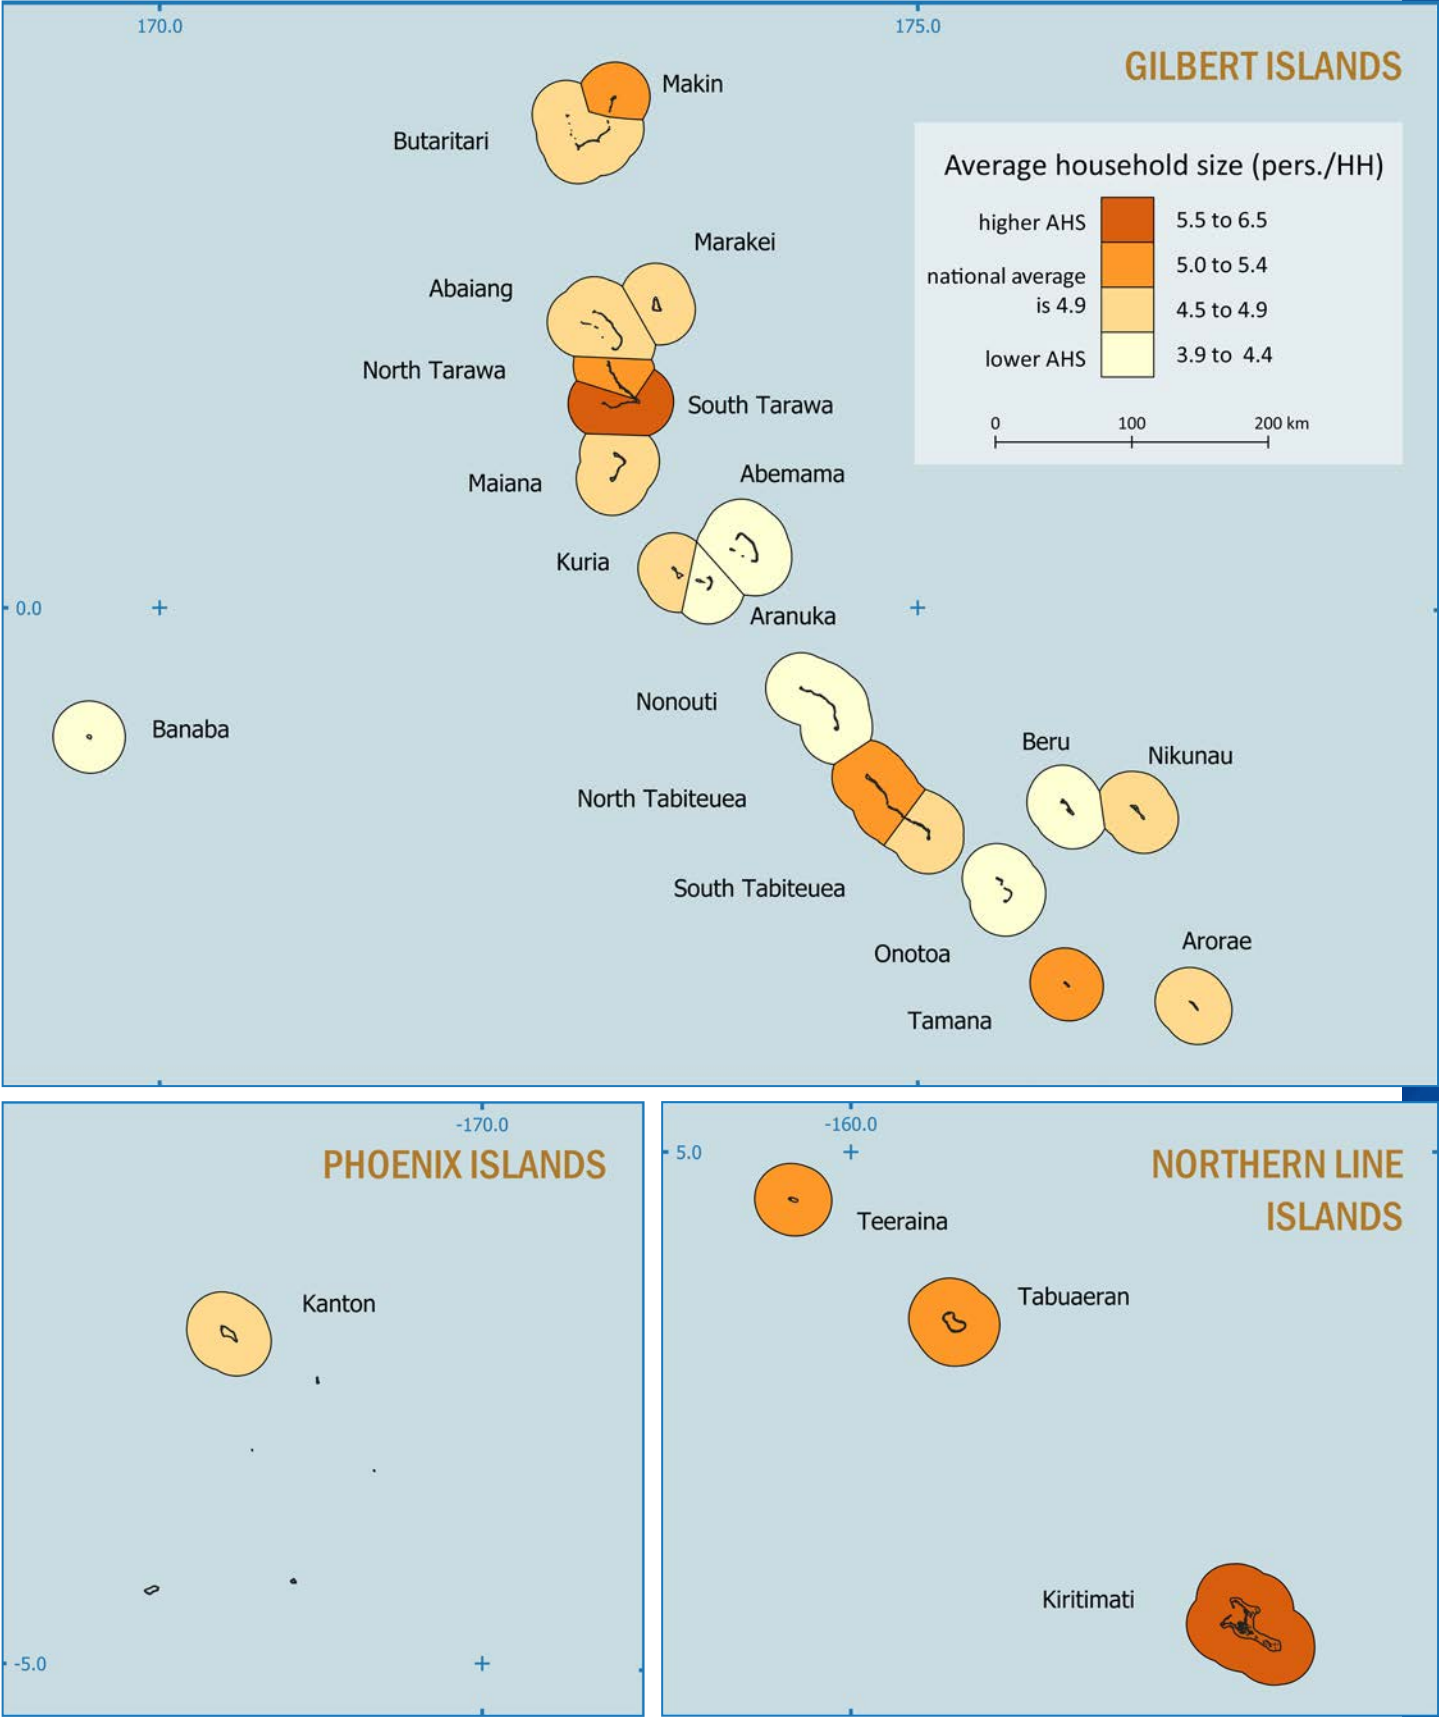 170.0
175.0
GILBERT ISLANDS
Makin
Butaritari
Average household size (pers./HH)
higher AHS
5.5 to 6.5
5.0 to 5.4
national average
is 4.9
4.5 to 4.9
lower AHS
3.9 to 4.4
0 100 200 km
Marakei
Abaiang
North Tarawa
South Tarawa
Maiana
Abemama
Kuria
0.0
Aranuka
Nonouti
Banaba
Beru
Nikunau
North Tabiteuea
South Tabiteuea
Onotoa
Arorae
Tamana
-170.0
PHOENIX ISLANDS
Kanton
-5.0
-160.0
5.0
NORTHERN LINE
ISLANDS
Teeraina
Tabuaeran
Kiritimati